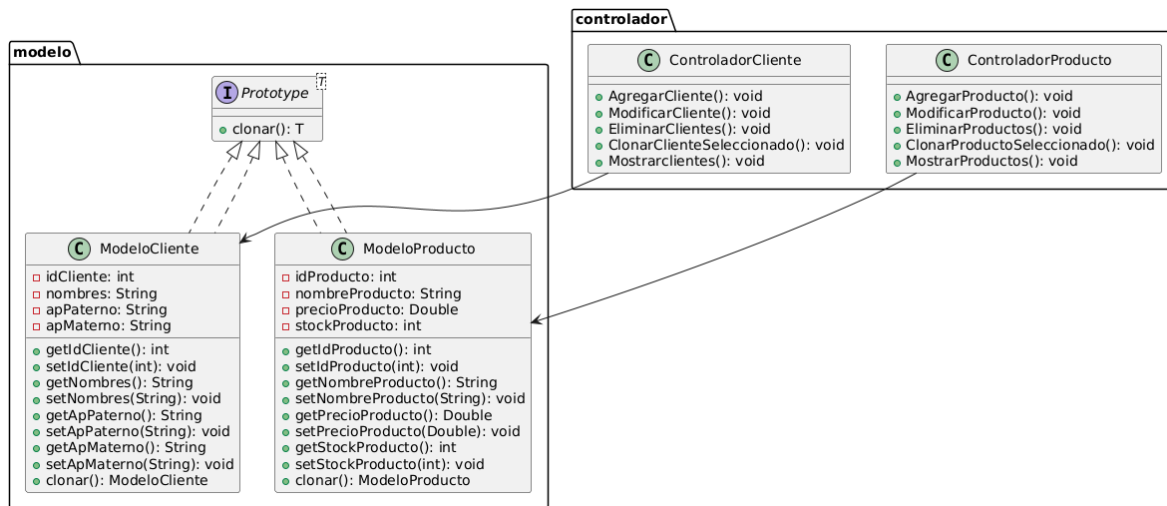 modelo
I Prototype T
clonar(): T
C ModeloCliente
idCliente: int
nombres: String
apPaterno: String
apMaterno: String
getIdCliente(): int
setIdCliente(int): void
getNombres(): String
setNombres(String): void
getApPaterno(): String
setApPaterno(String): void
getApMaterno(): String
setApMaterno(String): void
clonar(): ModeloCliente
C ModeloProducto
idProducto: int
nombreProducto: String
precioProducto: Double
stockProducto: int
getIdProducto(): int
setIdProducto(int): void
getNombreProducto(): String
setNombreProducto(String): void
getPrecioProducto(): Double
setPrecioProducto(Double): void
getStockProducto(): int
setStockProducto(int): void
clonar(): ModeloProducto
controlador
C ControladorCliente
AgregarCliente(): void
ModificarCliente(): void
EliminarClientes(): void
ClonarClienteSeleccionado(): void
Mostrarclientes(): void
C ControladorProducto
AgregarProducto(): void
ModificarProducto(): void
EliminarProductos(): void
ClonarProductoSeleccionado(): void
MostrarProductos(): void